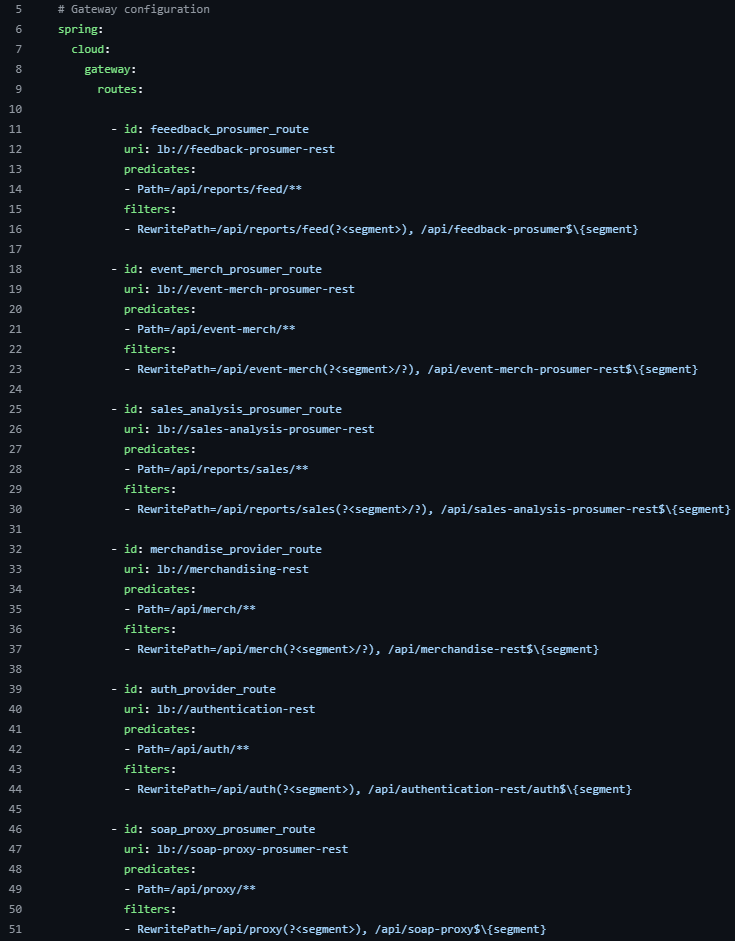 5 # Gateway configuration
6 spring:
7 cloud:
8 gateway:
9 routes:
10
11 - id: feeedback_prosumer_route
12 uri: lb://feedback-prosumer-rest
13 predicates:
14 - Path=/api/reports/feed/**
15 filters:
16 - RewritePath=/api/reports/feed(?<segment>), /api/feedback-prosumer$\{segment}
17
18 - id: event_merch_prosumer_route
19 uri: lb://event-merch-prosumer-rest
20 predicates:
21 - Path=/api/event-merch/**
22 filters:
23 - RewritePath=/api/event-merch(?<segment>/?), /api/event-merch-prosumer-rest$\{segment}
24
25 - id: sales_analysis_prosumer_route
26 uri: lb://sales-analysis-prosumer-rest
27 predicates:
28 - Path=/api/reports/sales/**
29 filters:
30 - RewritePath=/api/reports/sales(?<segment>/?), /api/sales-analysis-prosumer-rest$\{segment}
31
32 - id: merchandise_provider_route
33 uri: lb://merchandising-rest
34 predicates:
35 - Path=/api/merch/**
36 filters:
37 - RewritePath=/api/merch(?<segment>/?), /api/merchandise-rest$\{segment}
38
39 - id: auth_provider_route
40 uri: lb://authentication-rest
41 predicates:
42 - Path=/api/auth/**
43 filters:
44 - RewritePath=/api/auth(?<segment>), /api/authentication-rest/auth$\{segment}
45
46 - id: soap_proxy_prosumer_route
47 uri: lb://soap-proxy-prosumer-rest
48 predicates:
49 - Path=/api/proxy/**
50 filters:
51 - RewritePath=/api/proxy(?<segment>), /api/soap-proxy$\{segment}